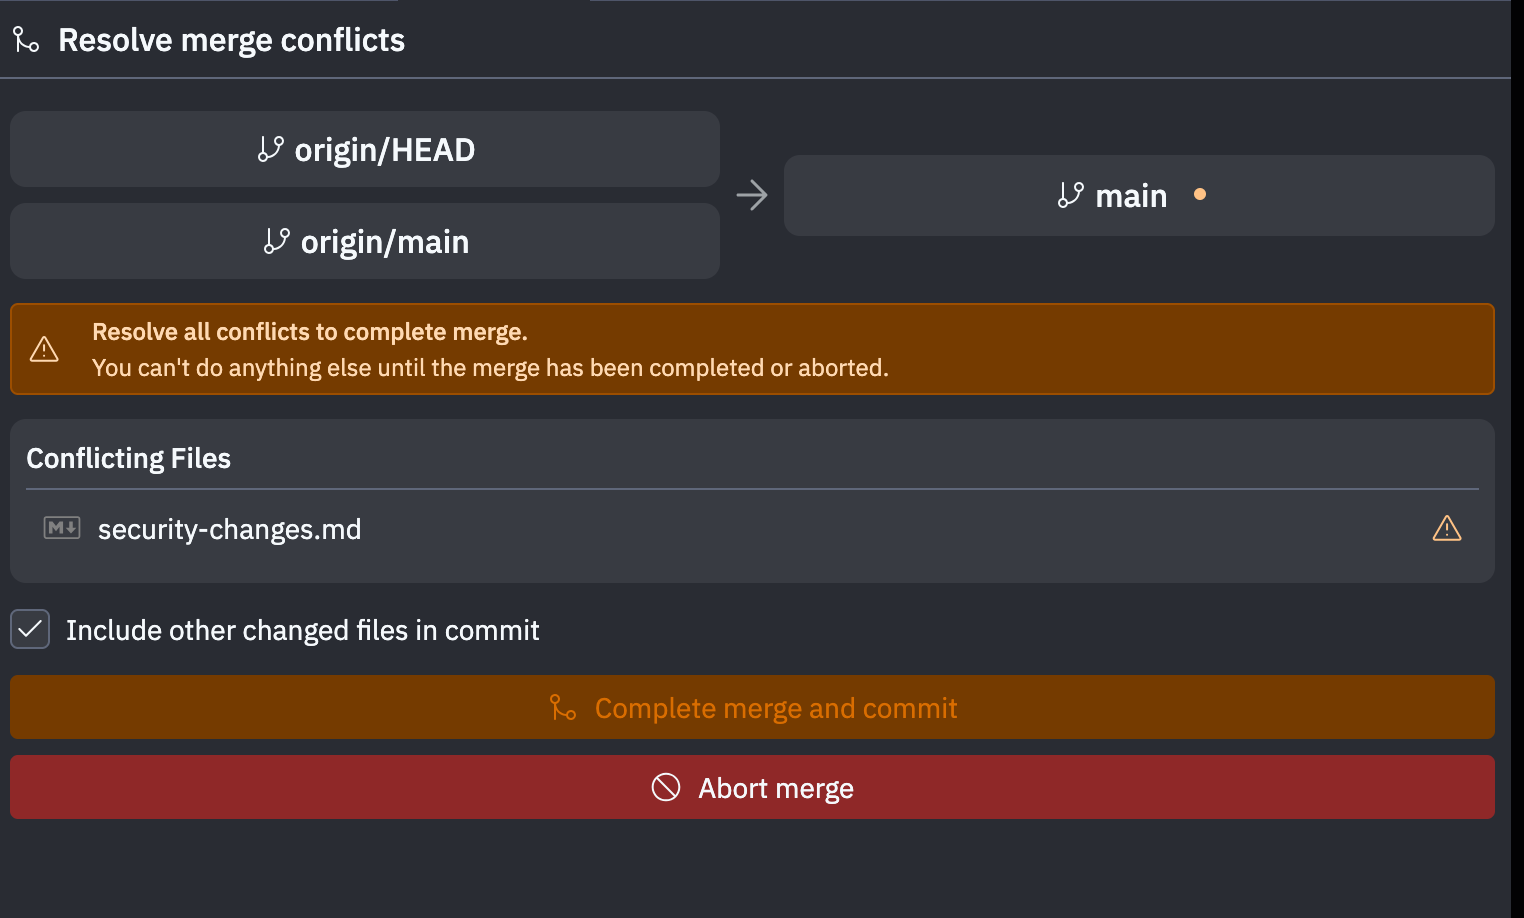 Resolve merge conflicts
origin/HEAD
origin/main
main
Resolve all conflicts to complete merge.
You can't do anything else until the merge has been completed or aborted.
Conflicting Files
M security-changes.md
Include other changed files in commit
Complete merge and commit
Abort merge